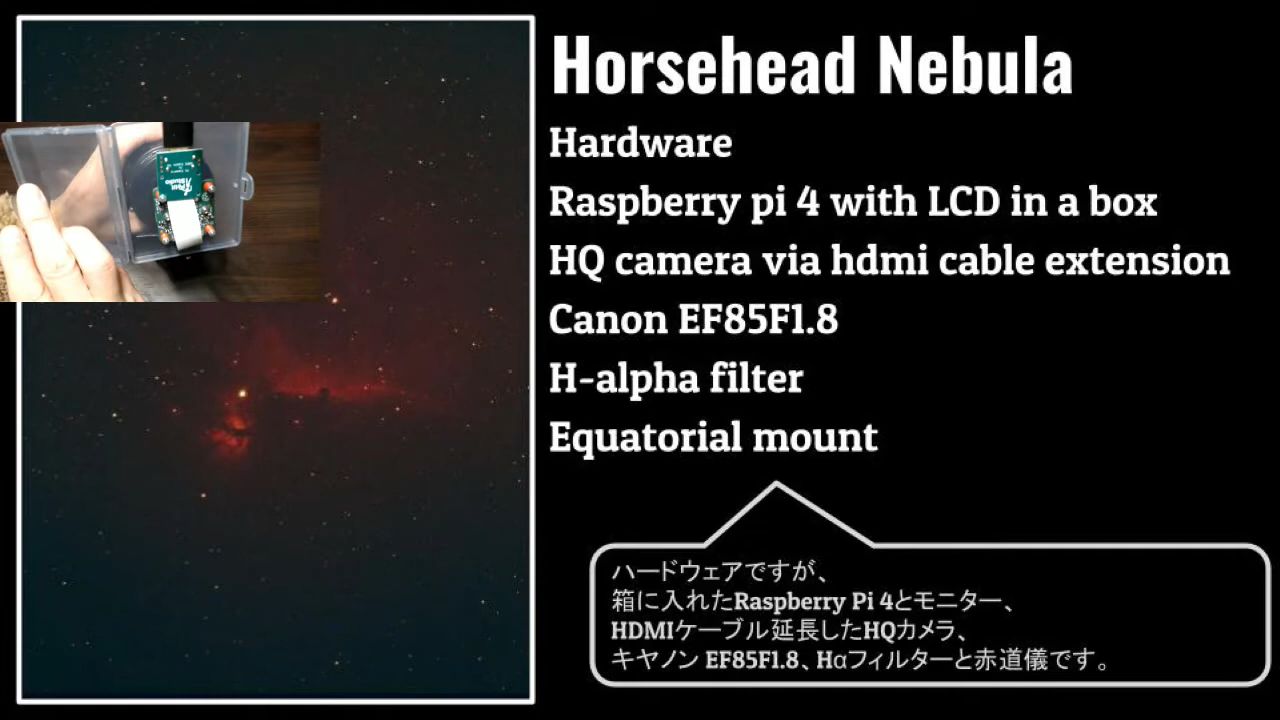 Horsehead Nebula
Hardware
Raspberry pi 4 with LCD in a box
HQ camera via hdmi cable extension
Canon EF85F1.8
H-alpha filter
Equatorial mount
ハードウェアですが、
箱に入れたRaspberry Pi 4とモニター、
HDMIケーブル延長したHQカメラ、
キヤノン EF85F1.8、Hαフィルターと赤道儀です。